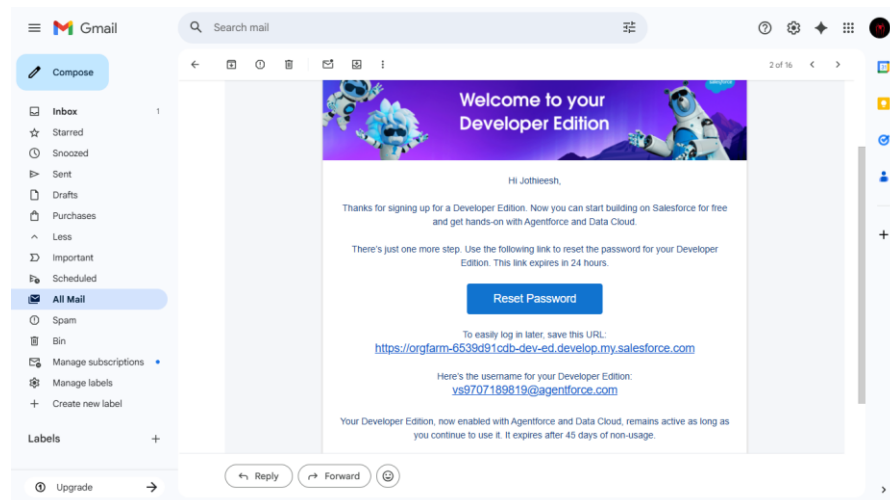 Gmail
Search mail
Compose
2 of 16
Inbox 1
Starred
Snoozed
Sent
Drafts
Purchases
Less
Important
Scheduled
All Mail
Spam
Bin
Manage subscriptions
Manage labels
Create new label
Labels
Upgrade
salesforce
Welcome to your
Developer Edition
Hi Jothieesh,
Thanks for signing up for a Developer Edition. Now you can start building on Salesforce for free
and get hands-on with Agentforce and Data Cloud.
There's just one more step. Use the following link to reset the password for your Developer
Edition. This link expires in 24 hours.
Reset Password
To easily log in later, save this URL:
https://orgfarm-6539d91cdb-dev-ed.develop.my.salesforce.com
Here's the username for your Developer Edition:
vs9707189819@agentforce.com
Your Developer Edition, now enabled with Agentforce and Data Cloud, remains active as long as
you continue to use it. It expires after 45 days of non-usage.
Reply
Forward